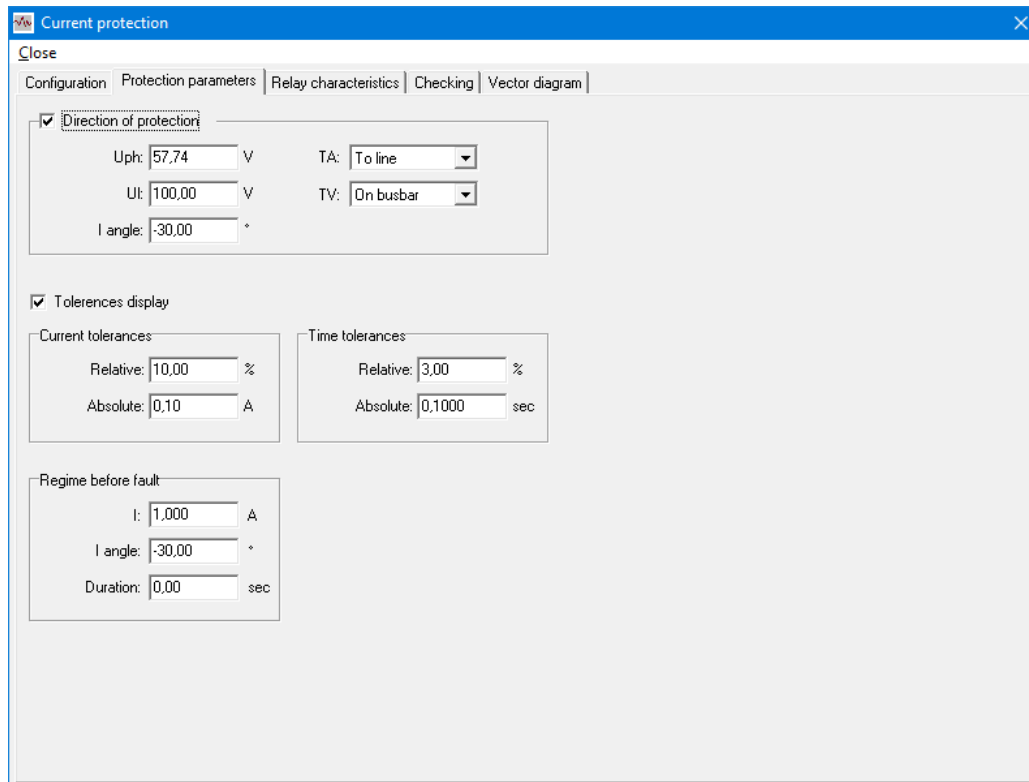 Current protection
Close
Configuration Protection parameters Relay characteristics Checking Vector diagram
Direction of protection
Uph: 57,74 V TA: To line
Ul: 100,00 V TV: On busbar
I angle: -30,00 °
Tolerences display
Current tolerances Time tolerances
Relative: 10,00 % Relative: 3,00 %
Absolute: 0,10 A Absolute: 0,1000 sec
Regime before fault
I: 1,000 A
I angle: -30,00 °
Duration: 0,00 sec